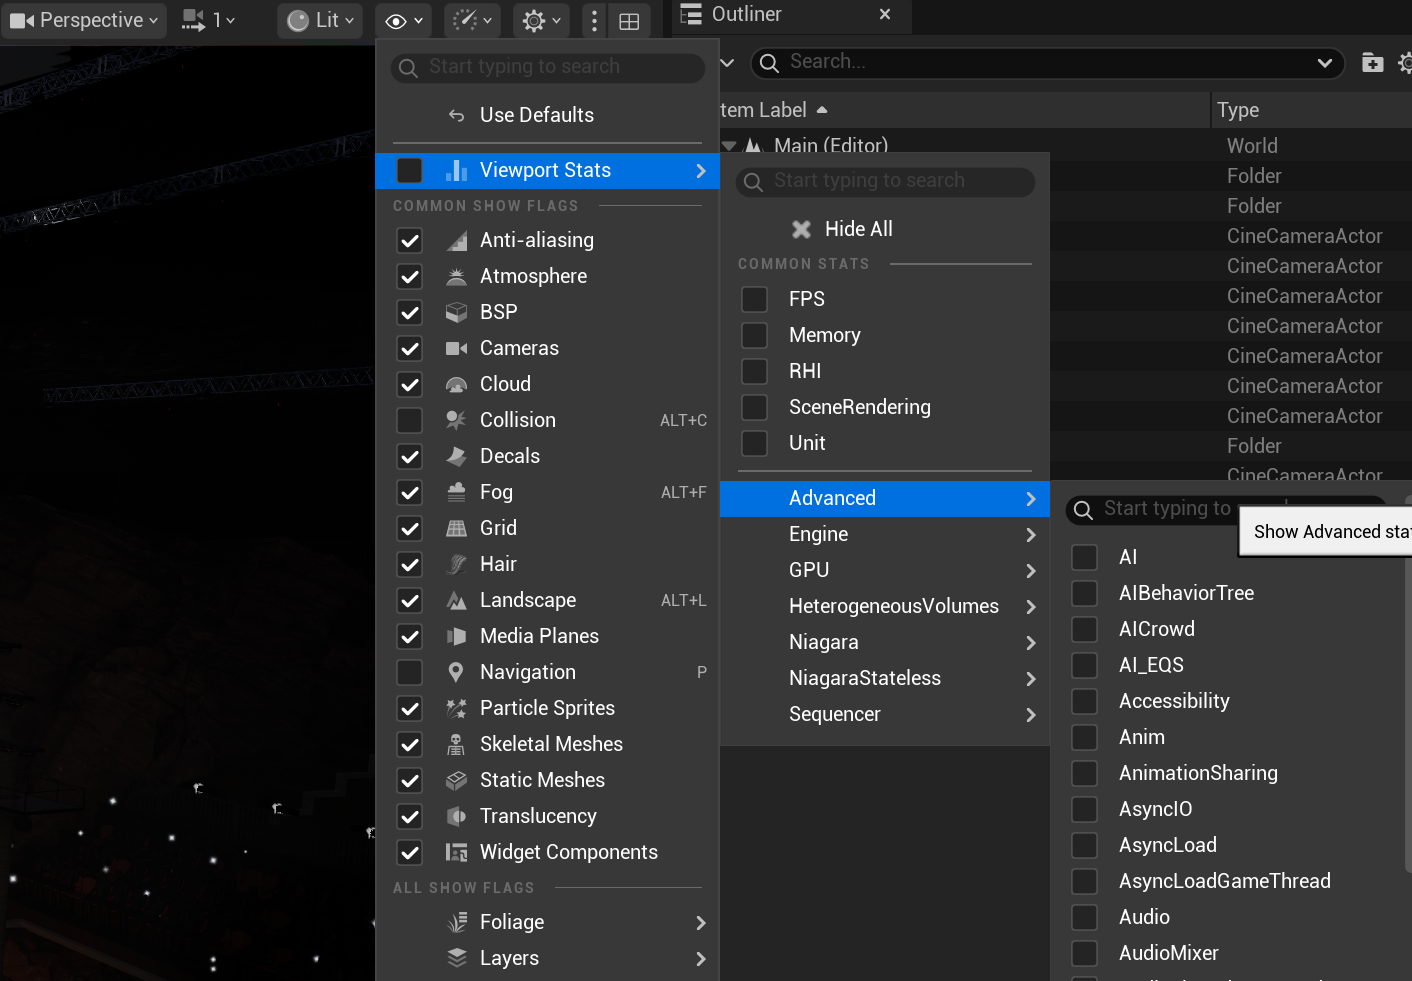 Perspective
1
Lit
Outliner
Start typing to search
Search...
Use Defaults
tem Label
Type
Main (Editor)
World
Viewport Stats
Start typing to search
Folder
COMMON SHOW FLAGS
Folder
Anti-aliasing
Hide All
CineCameraActor
Atmosphere
COMMON STATS
CineCameraActor
BSP
FPS
CineCameraActor
Cameras
Memory
CineCameraActor
Cloud
RHI
CineCameraActor
Collision
ALT+C
SceneRendering
CineCameraActor
Decals
Unit
CineCameraActor
Folder
CineCameraActor
Fog
ALT+F
Advanced
Start typing to
Show Advanced stat
Grid
Engine
AI
Hair
GPU
AIBehaviorTree
Landscape
ALT+L
HeterogeneousVolumes
AICrowd
Media Planes
Niagara
AI_EQS
Navigation
P
NiagaraStateless
Accessibility
Particle Sprites
Sequencer
Anim
Skeletal Meshes
AnimationSharing
Static Meshes
AsyncIO
Translucency
AsyncLoad
Widget Components
AsyncLoadGameThread
ALL SHOW FLAGS
Foliage
Audio
Layers
AudioMixer